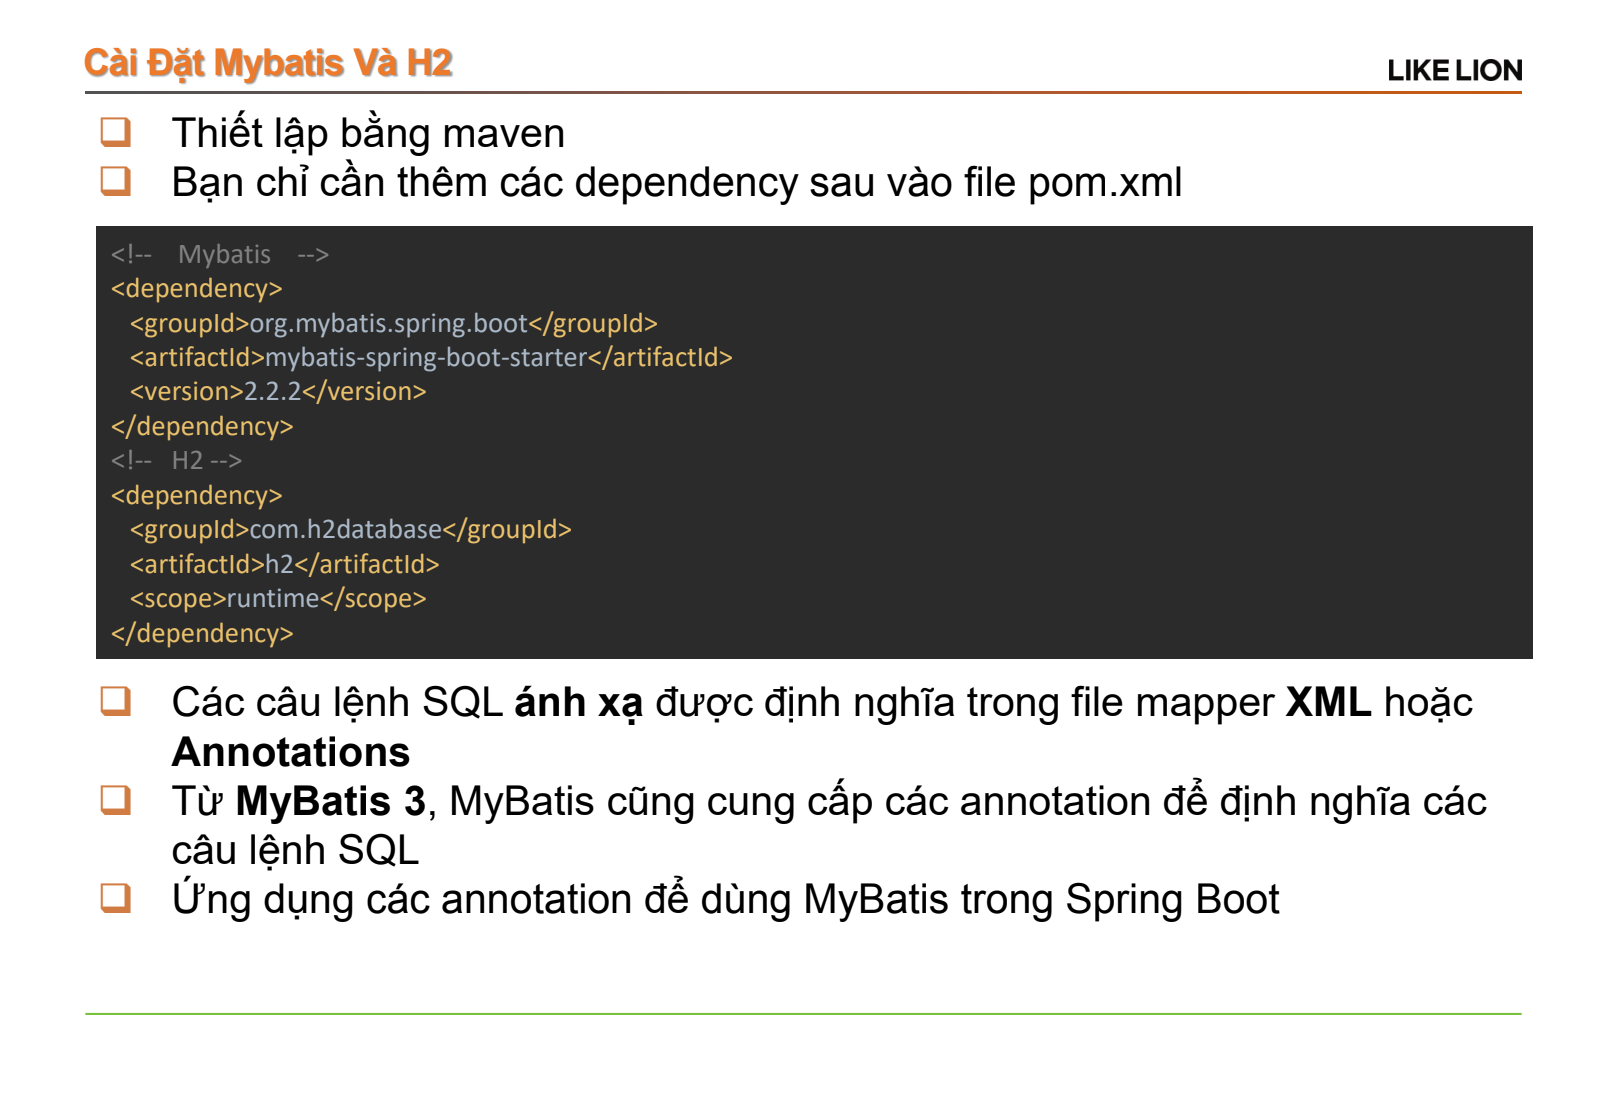 Cài Đặt Mybatis Và H2
LIKE LION
Thiết lập bằng maven
Bạn chỉ cần thêm các dependency sau vào file pom.xml
<!-- Mybatis -->
<dependency>
<groupId>org.mybatis.spring.boot</groupId>
<artifactId>mybatis-spring-boot-starter</artifactId>
<version>2.2.2</version>
</dependency>
<!-- H2 -->
<dependency>
<groupId>com.h2database</groupId>
<artifactId>h2</artifactId>
<scope>runtime</scope>
</dependency>
Các câu lệnh SQL ánh xạ được định nghĩa trong file mapper XML hoặc
Annotations
Từ MyBatis 3, MyBatis cũng cung cấp các annotation để định nghĩa các
câu lệnh SQL
Ứng dụng các annotation để dùng MyBatis trong Spring Boot